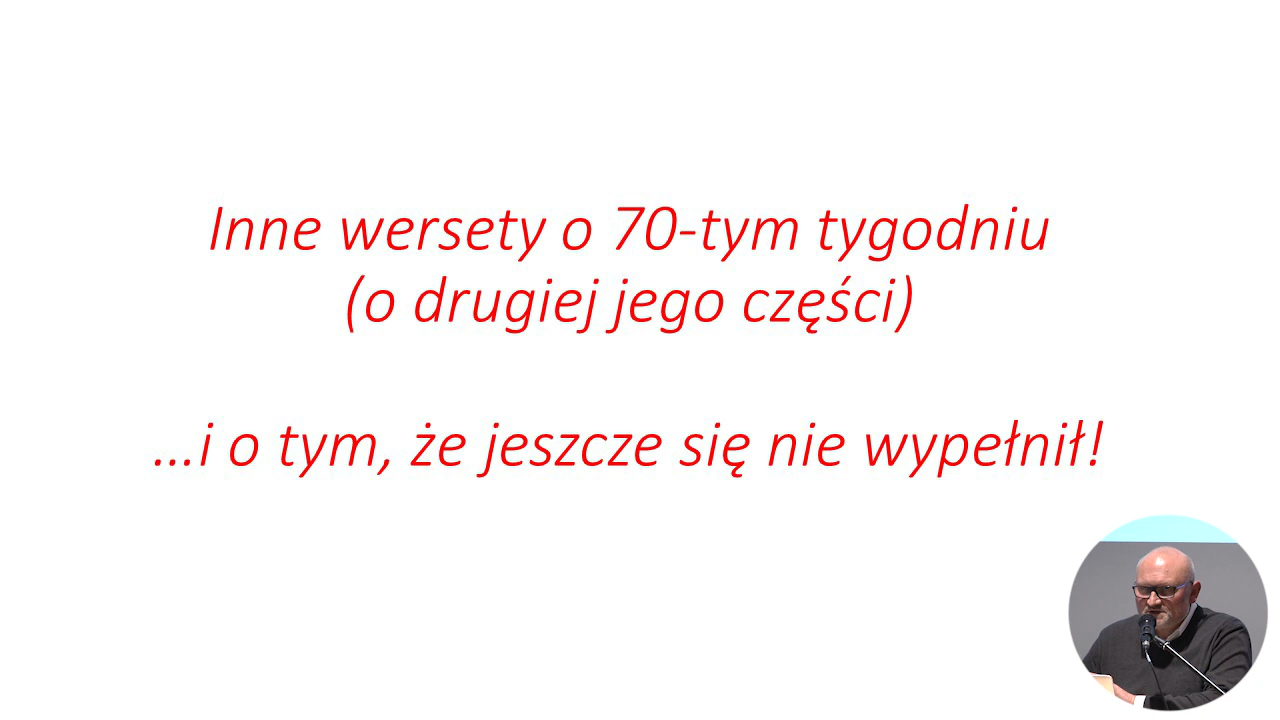 Inne wersety o 70-tym tygodniu
(o drugiej jego części)
...i o tym, że jeszcze się nie wypełnił!